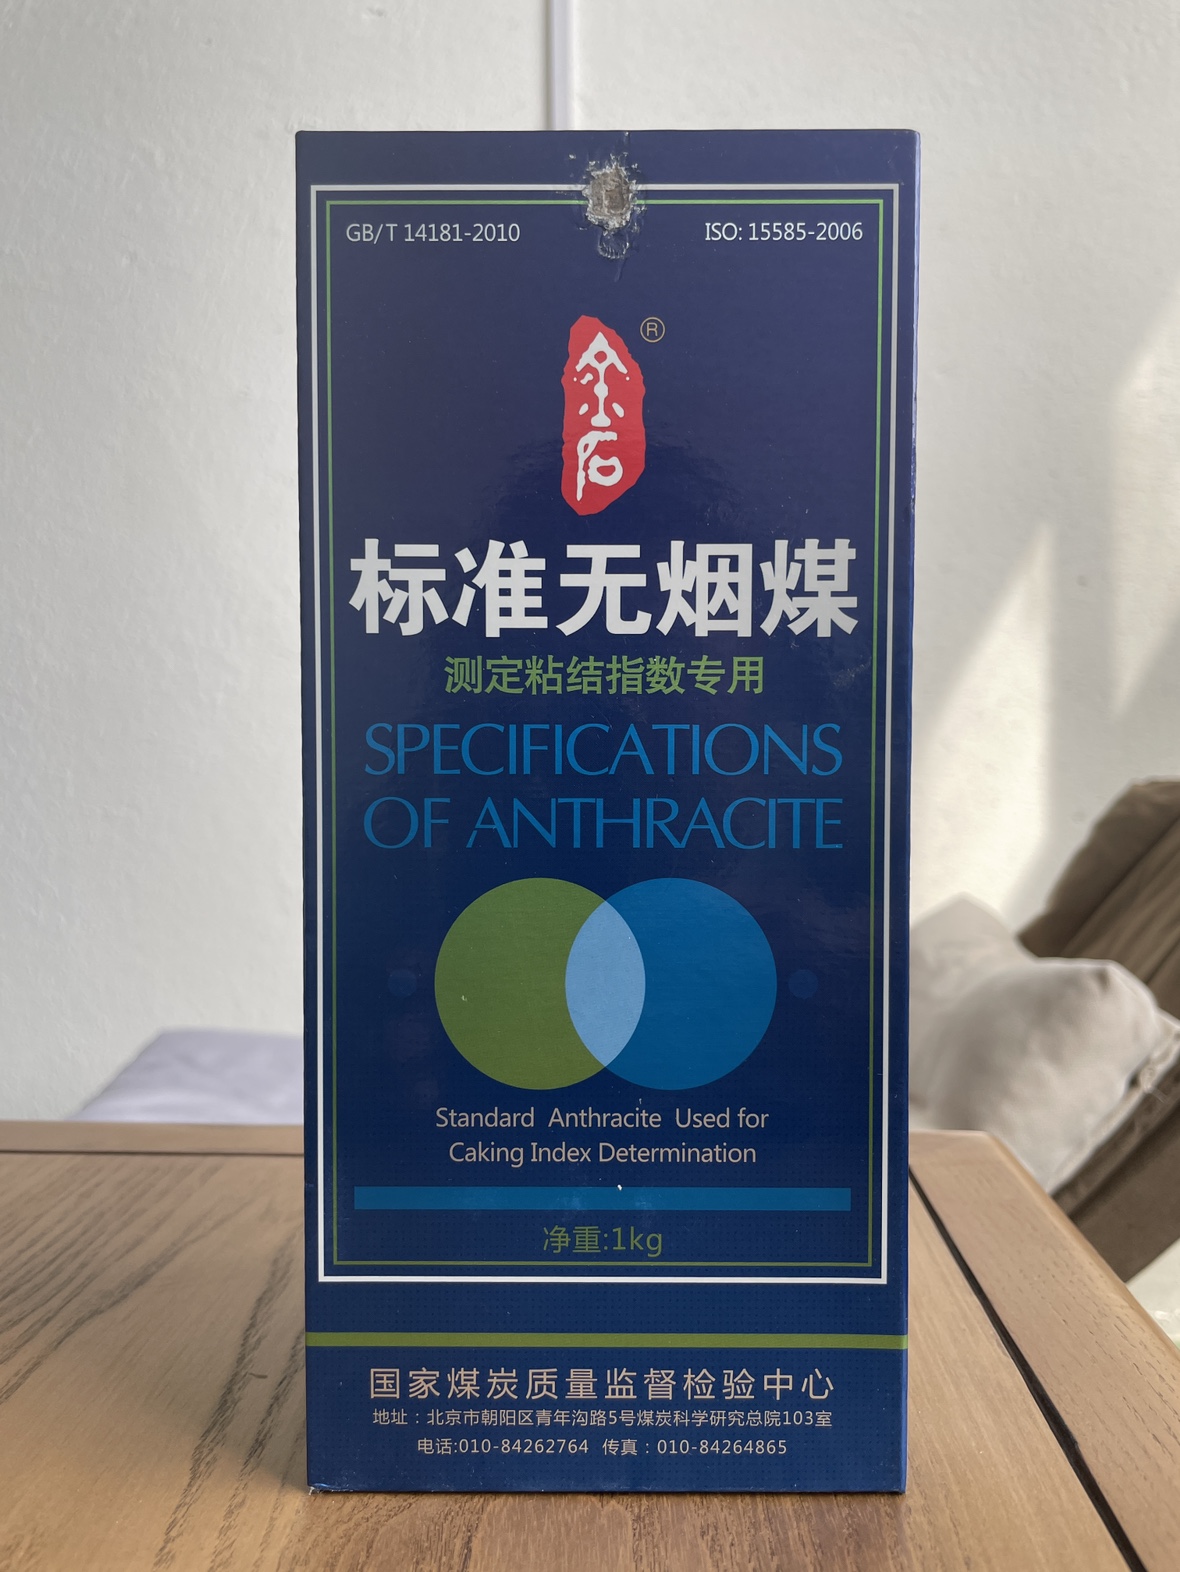 GB/T 14181-2010
ISO: 15585-2006
金石
®
标准无烟煤
测定粘结指数专用
SPECIFICATIONS
OF ANTHRACITE
Standard Anthracite Used for
Caking Index Determination
净重:1kg
国家煤炭质量监督检验中心
地址：北京市朝阳区青年沟路5号煤炭科学研究总院103室
电话:010-84262764 传真：010-84264865